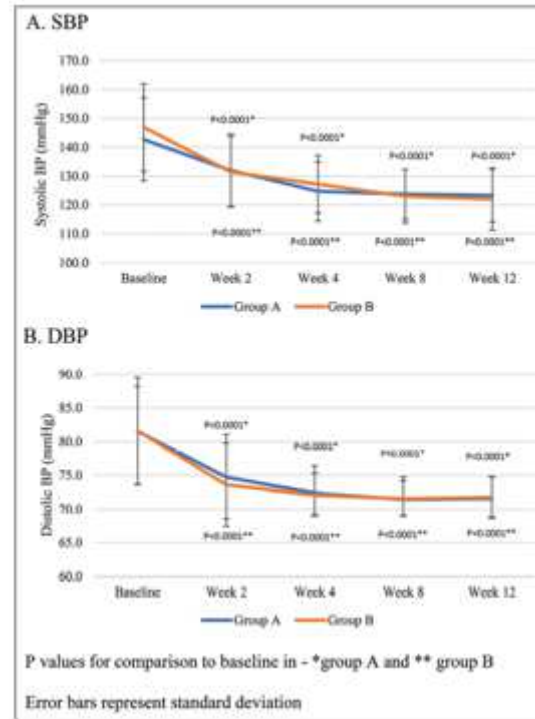 A. SBP
170.0
160.0
150.0
140.0
130.0
120.0
110.0
100.0
Systolic BP (mmHg)
P<0.0001*
P<0.0001*
P<0.0001*
P<0.0001*
P<0.0001**
P<0.0001**
P<0.0001**
P<0.0001**
Baseline Week 2 Week 4 Week 8 Week 12
Group A Group B
B. DBP
90.0
85.0
80.0
75.0
70.0
65.0
60.0
Distolic BP (mmHg)
P<0.0001*
P<0.0001*
P<0.0001*
P<0.0001*
P<0.0001**
P<0.0001**
P<0.0001**
P<0.0001**
Baseline Week 2 Week 4 Week 8 Week 12
Group A Group B
P values for comparison to baseline in - *group A and ** group B
Error bars represent standard deviation